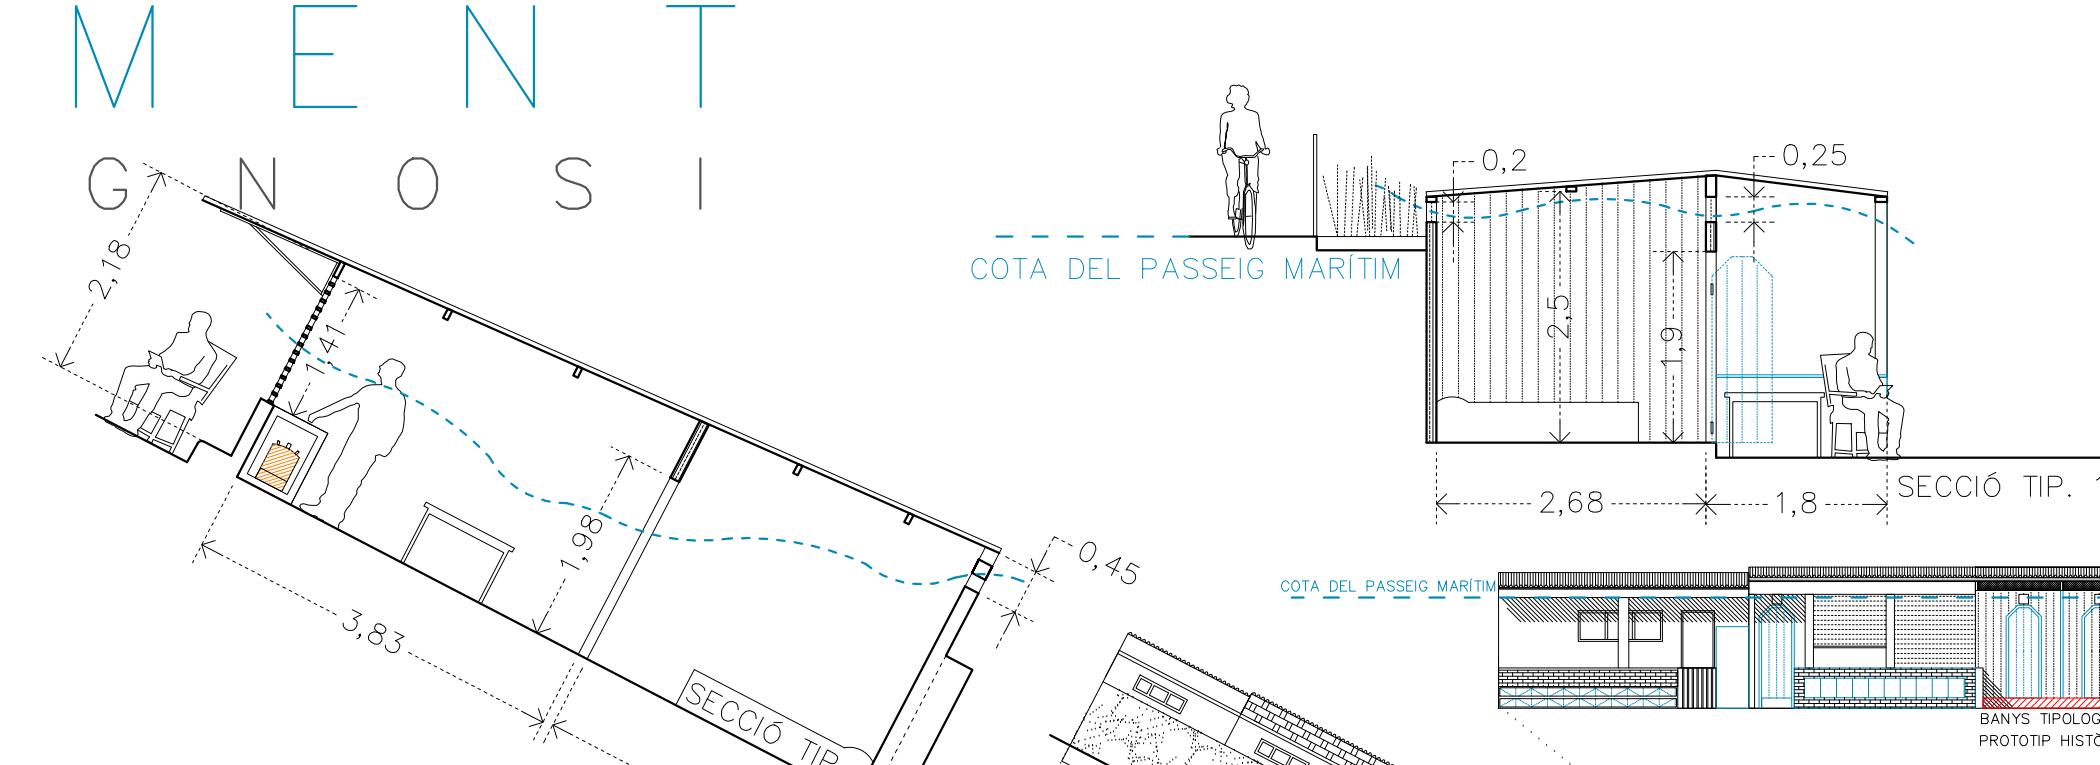 M E N T
G N O S I
2,18
1,41
1,98
3,83
0,45
SECCIÓ TIP
0,2
0,25
COTA DEL PASSEIG MARÍTIM
2,5
1,9
2,68
1,8
SECCIÓ TIP. 1
COTA DEL PASSEIG MARÍTIM
BANYS TIPOLOG
PROTOTIP HISTÒ